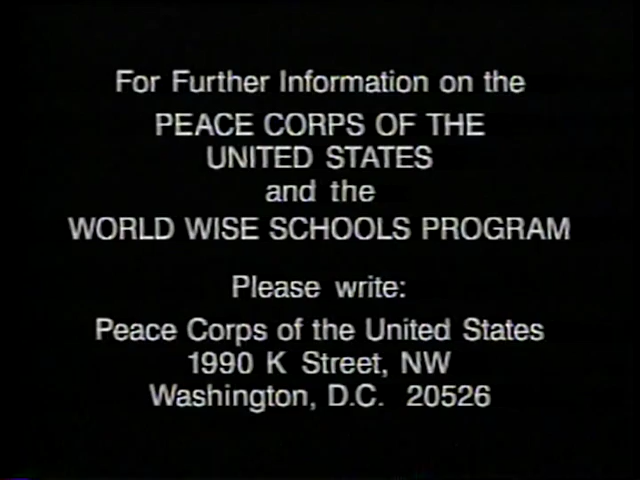 For Further Information on the
PEACE CORPS OF THE
UNITED STATES
and the
WORLD WISE SCHOOLS PROGRAM
Please write:
Peace Corps of the United States
1990 K Street, NW
Washington, D.C. 20526